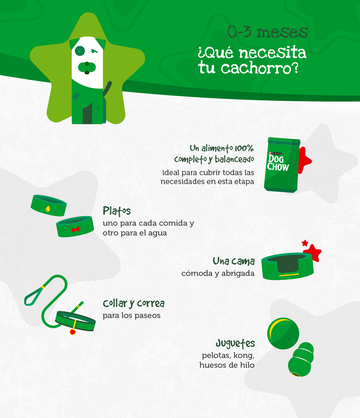 0-3 meses
¿Qué necesita
tu cachorro?
Un alimento 100%
completo y balanceado
ideal para cubrir todas las
necesidades en esta etapa
DOG
CHOW
Platos
uno para cada comida y
otro para el agua
Una cama
cómoda y abrigada
Collar y correa
para los paseos
Juguetes
pelotas, kong,
huesos de hilo